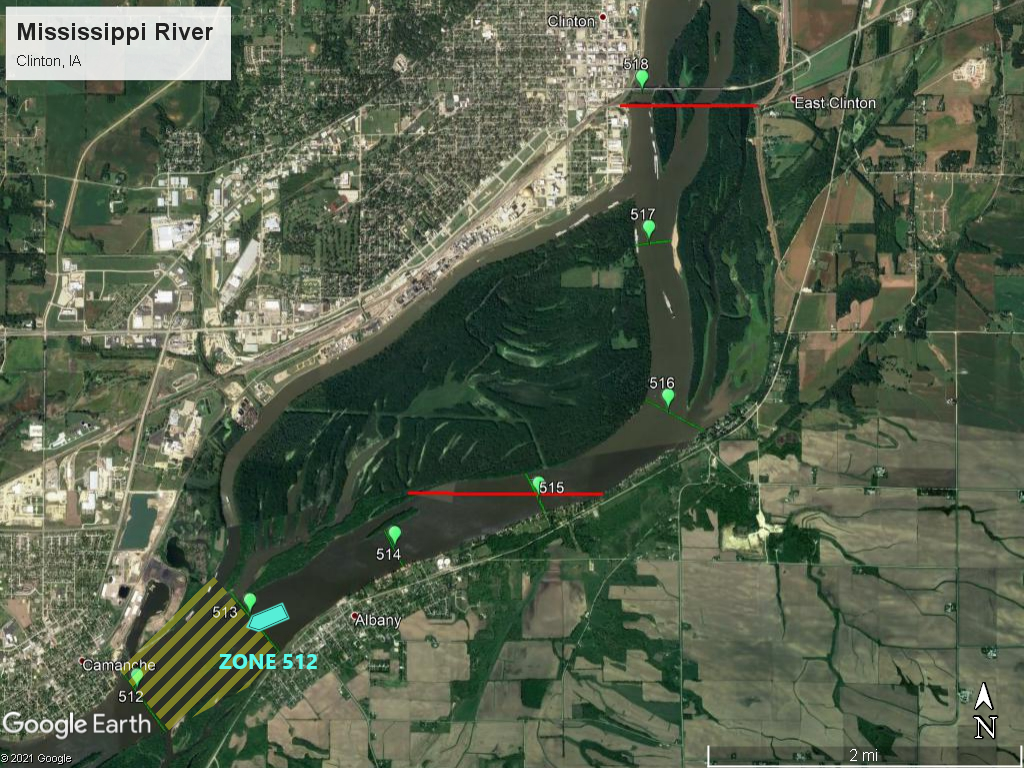 Mississippi River
Clinton, IA
Clinton
518
East Clinton
517
516
515
514
513
Albany
ZONE 512
Camanche
512
Google Earth
N
2 mi
© 2021 Google